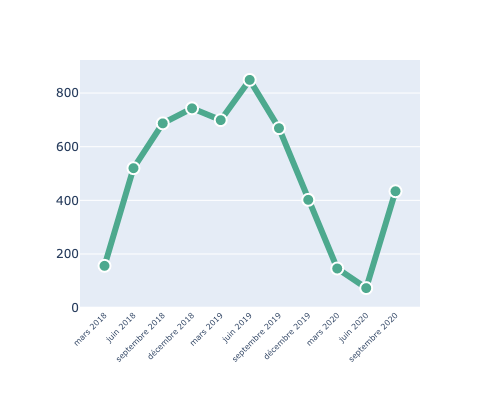 800
600
400
200
0
mars 2018
juin 2018
septembre 2018
décembre 2018
mars 2019
juin 2019
septembre 2019
décembre 2019
mars 2020
juin 2020
septembre 2020